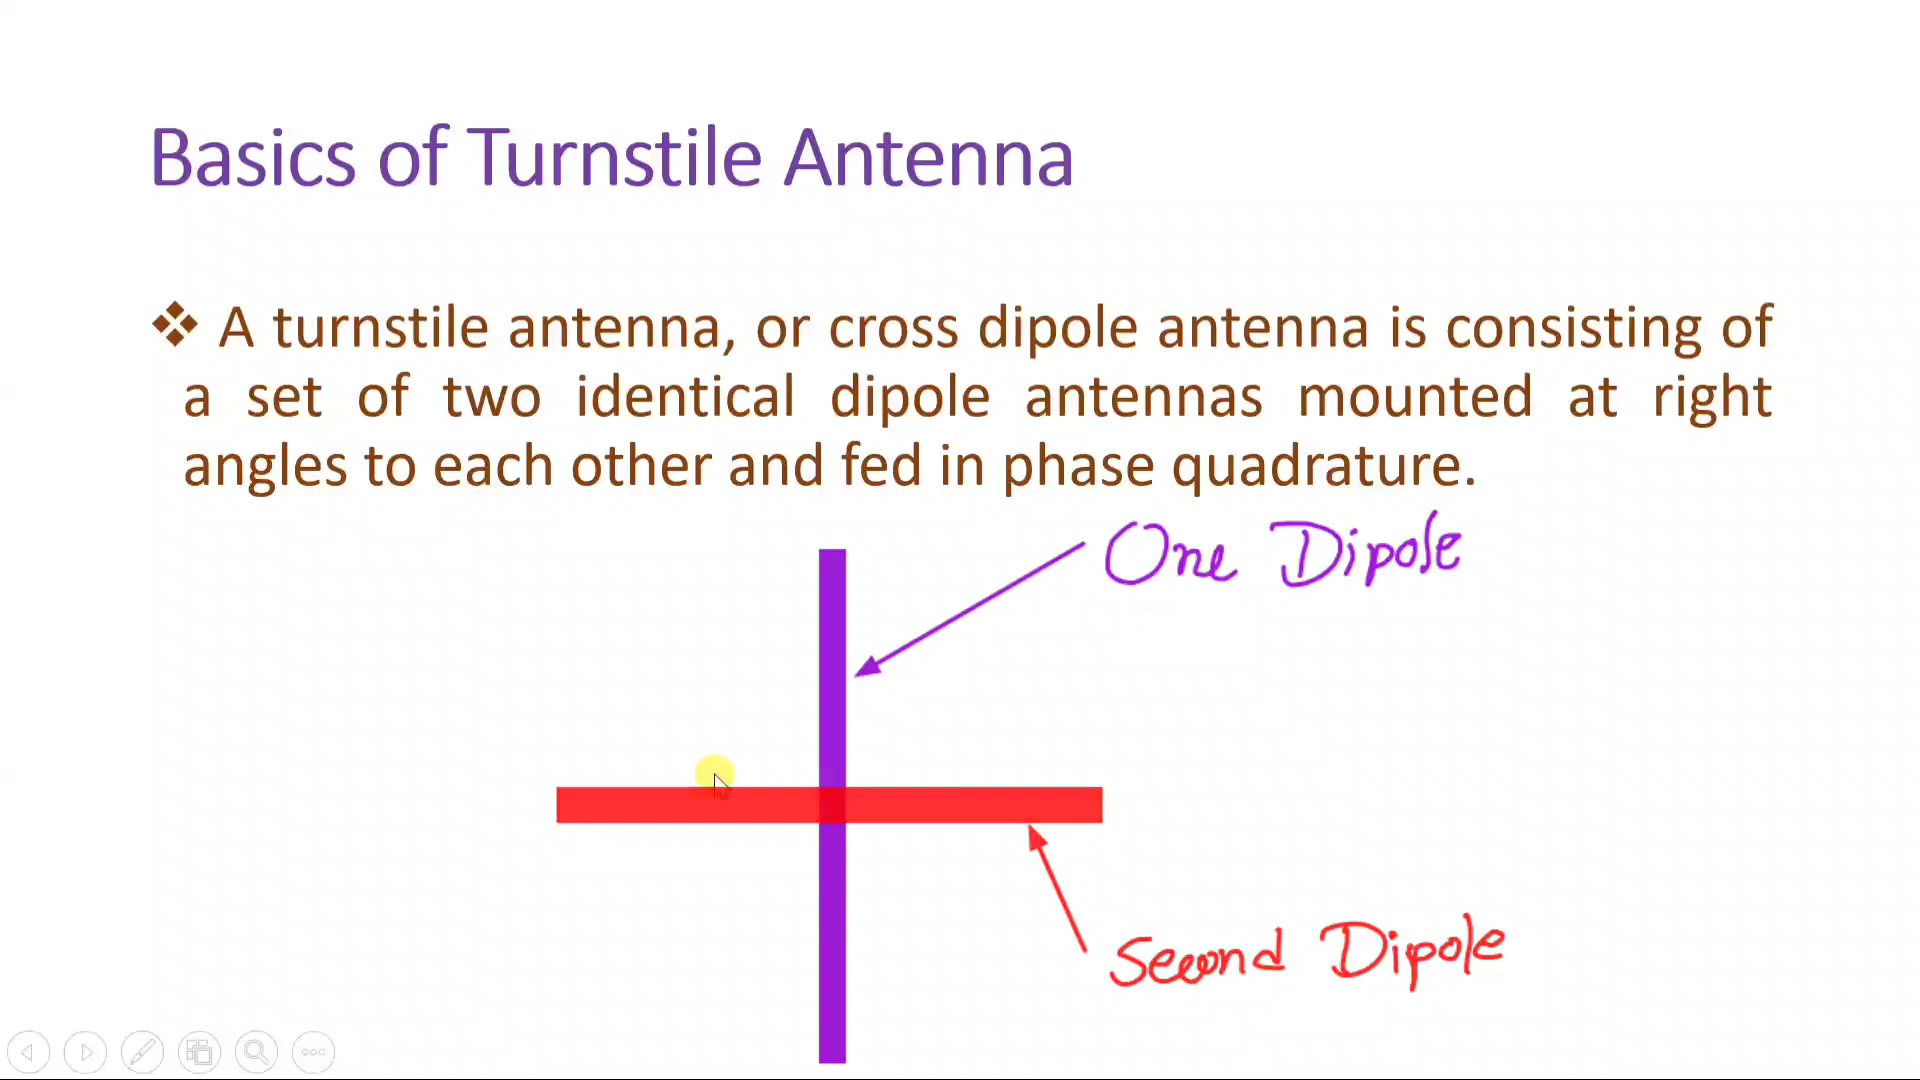 Basics of Turnstile Antenna
❖ A turnstile antenna, or cross dipole antenna is consisting of
a set of two identical dipole antennas mounted at right
angles to each other and fed in phase quadrature.
One Dipole
Second Dipole